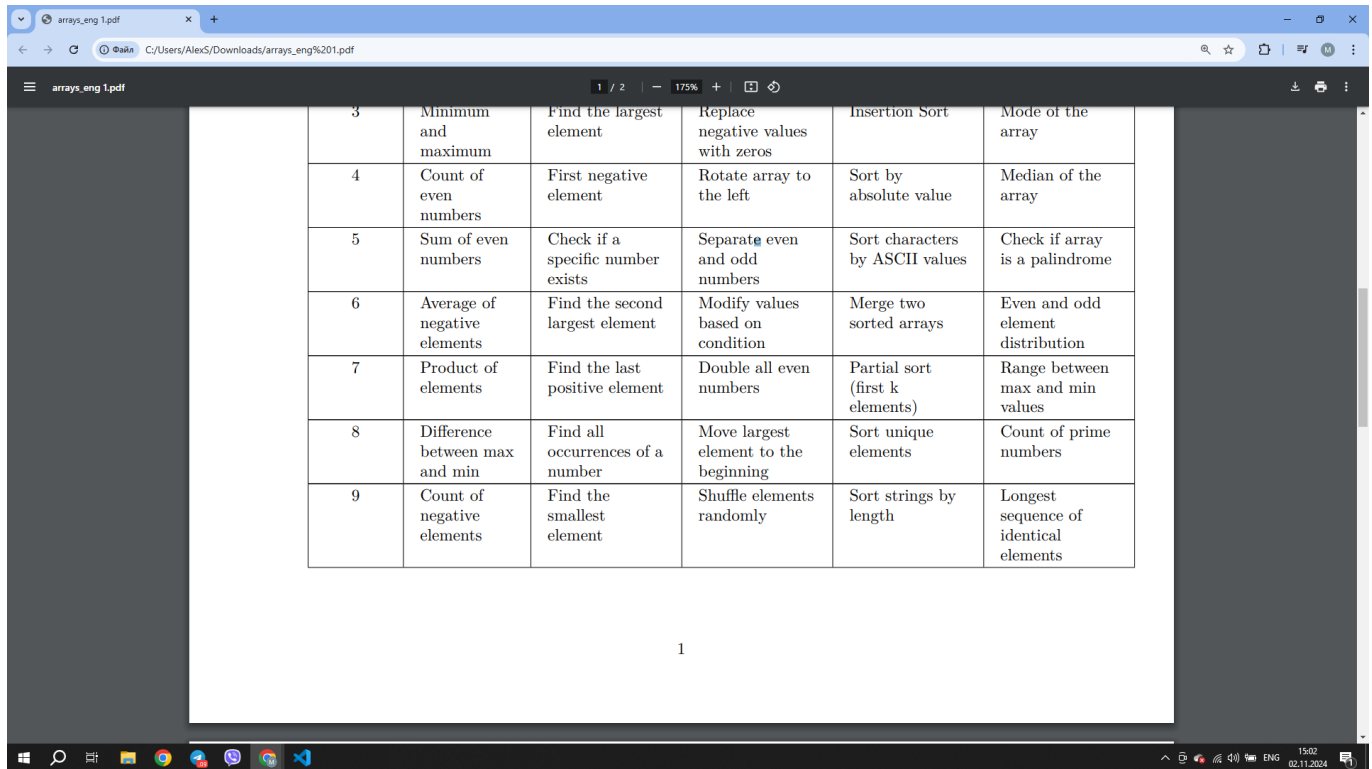 arrays_eng 1.pdf
Файл C:/Users/AlexS/Downloads/arrays_eng%201.pdf
M
arrays_eng 1.pdf
1 / 2
175%
3 Minimum Find the largest Replace Insertion Sort Mode of the
and element negative values array
maximum with zeros
4 Count of First negative Rotate array to Sort by Median of the
even element the left absolute value array
numbers
5 Sum of even Check if a Separate even Sort characters Check if array
numbers specific number and odd by ASCII values is a palindrome
exists numbers
6 Average of Find the second Modify values Merge two Even and odd
negative largest element based on sorted arrays element
elements condition distribution
7 Product of Find the last Double all even Partial sort Range between
elements positive element numbers (first k max and min
elements) values
8 Difference Find all Move largest Sort unique Count of prime
between max occurrences of a element to the elements numbers
and min number beginning
9 Count of Find the Shuffle elements Sort strings by Longest
negative smallest randomly length sequence of
elements element identical
elements
1
ENG
15:02
02.11.2024